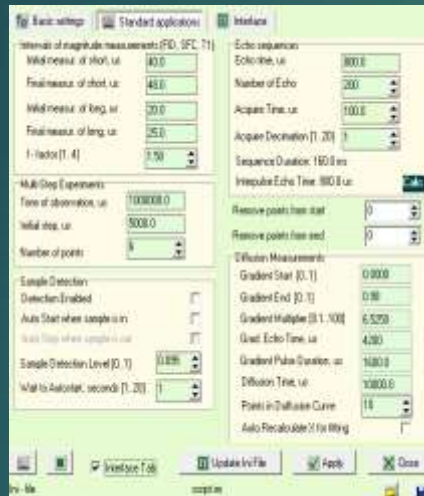 Basic settings
Standard applications
Interface
Intervals of magnitude measurements (FID, SFC, T1)
Initial measur. of short, us 40.0
Final measur. of short, us 48.0
Initial measur. of long, us 20.0
Final measur. of long, us 25.0
f - factor [1..4] 1.50
Multi Step Experiments
Time of observation, us 1000000.0
Initial step, us 5000.0
Number of points
Sample Detection
Detection Enabled
Auto Start when sample is in
Auto Stop when sample is out
Sample Detection Level [0..1]
Wait to Autostart, seconds [1..20] 1
Echo sequences
Echo time, us 800.0
Number of Echo 200
Acquire Time, us 100.0
Acquire Decimation [1..20] 1
Sequence Duration: 160.0 ms
Interpulse Echo Time: 800.0 us
Remove points from start 0
Remove points from end 0
Diffusion Measurements
Gradient Start [0..1] 0.0000
Gradient End [0..1] 0.90
Gradient Multiplier [0.1..100] 6.5250
Grad. Echo Time, us 4200
Gradient Pulse Duration, us 1600.0
Diffusion Time, us 10000.0
Points in Diffusion Curve 10
Auto Recalculate X for fitting
Interface Tab
Update Ini File
Apply
Close
Ini - file